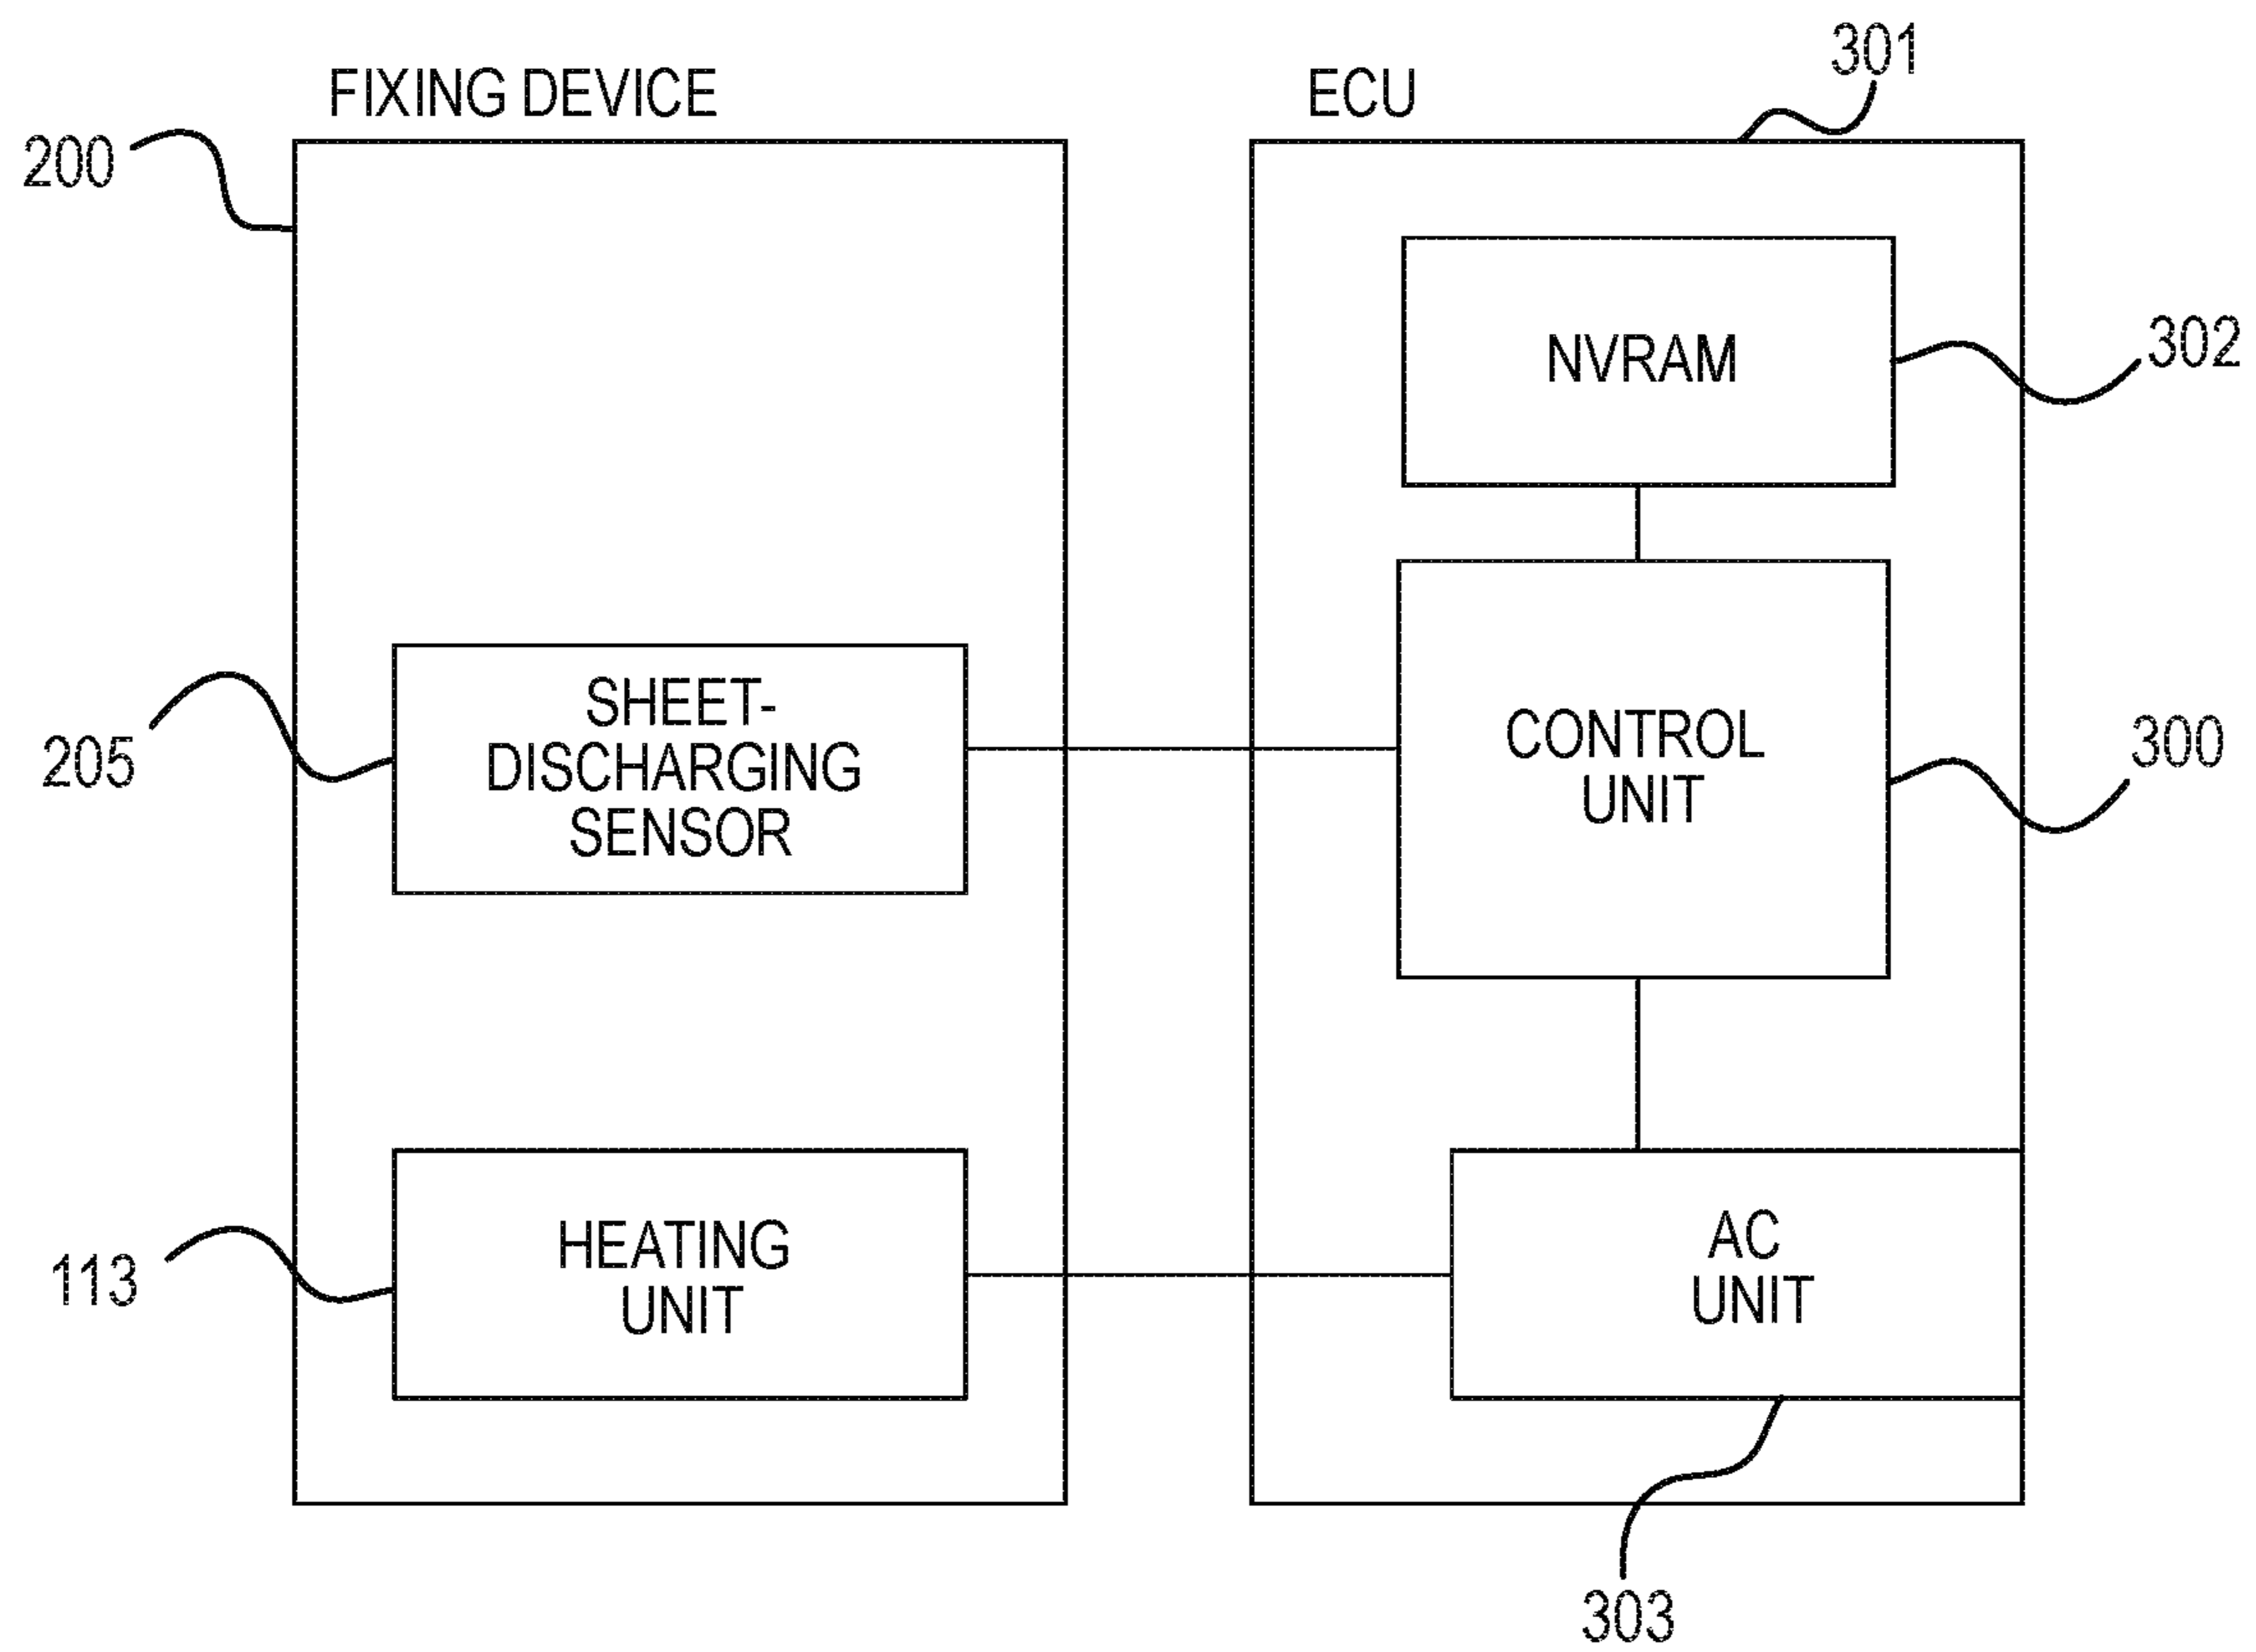 FIXING DEVICE
200
SHEET-
DISCHARGING
SENSOR
205
HEATING
UNIT
113
ECU
301
NVRAM
302
CONTROL
UNIT
300
AC
UNIT
303